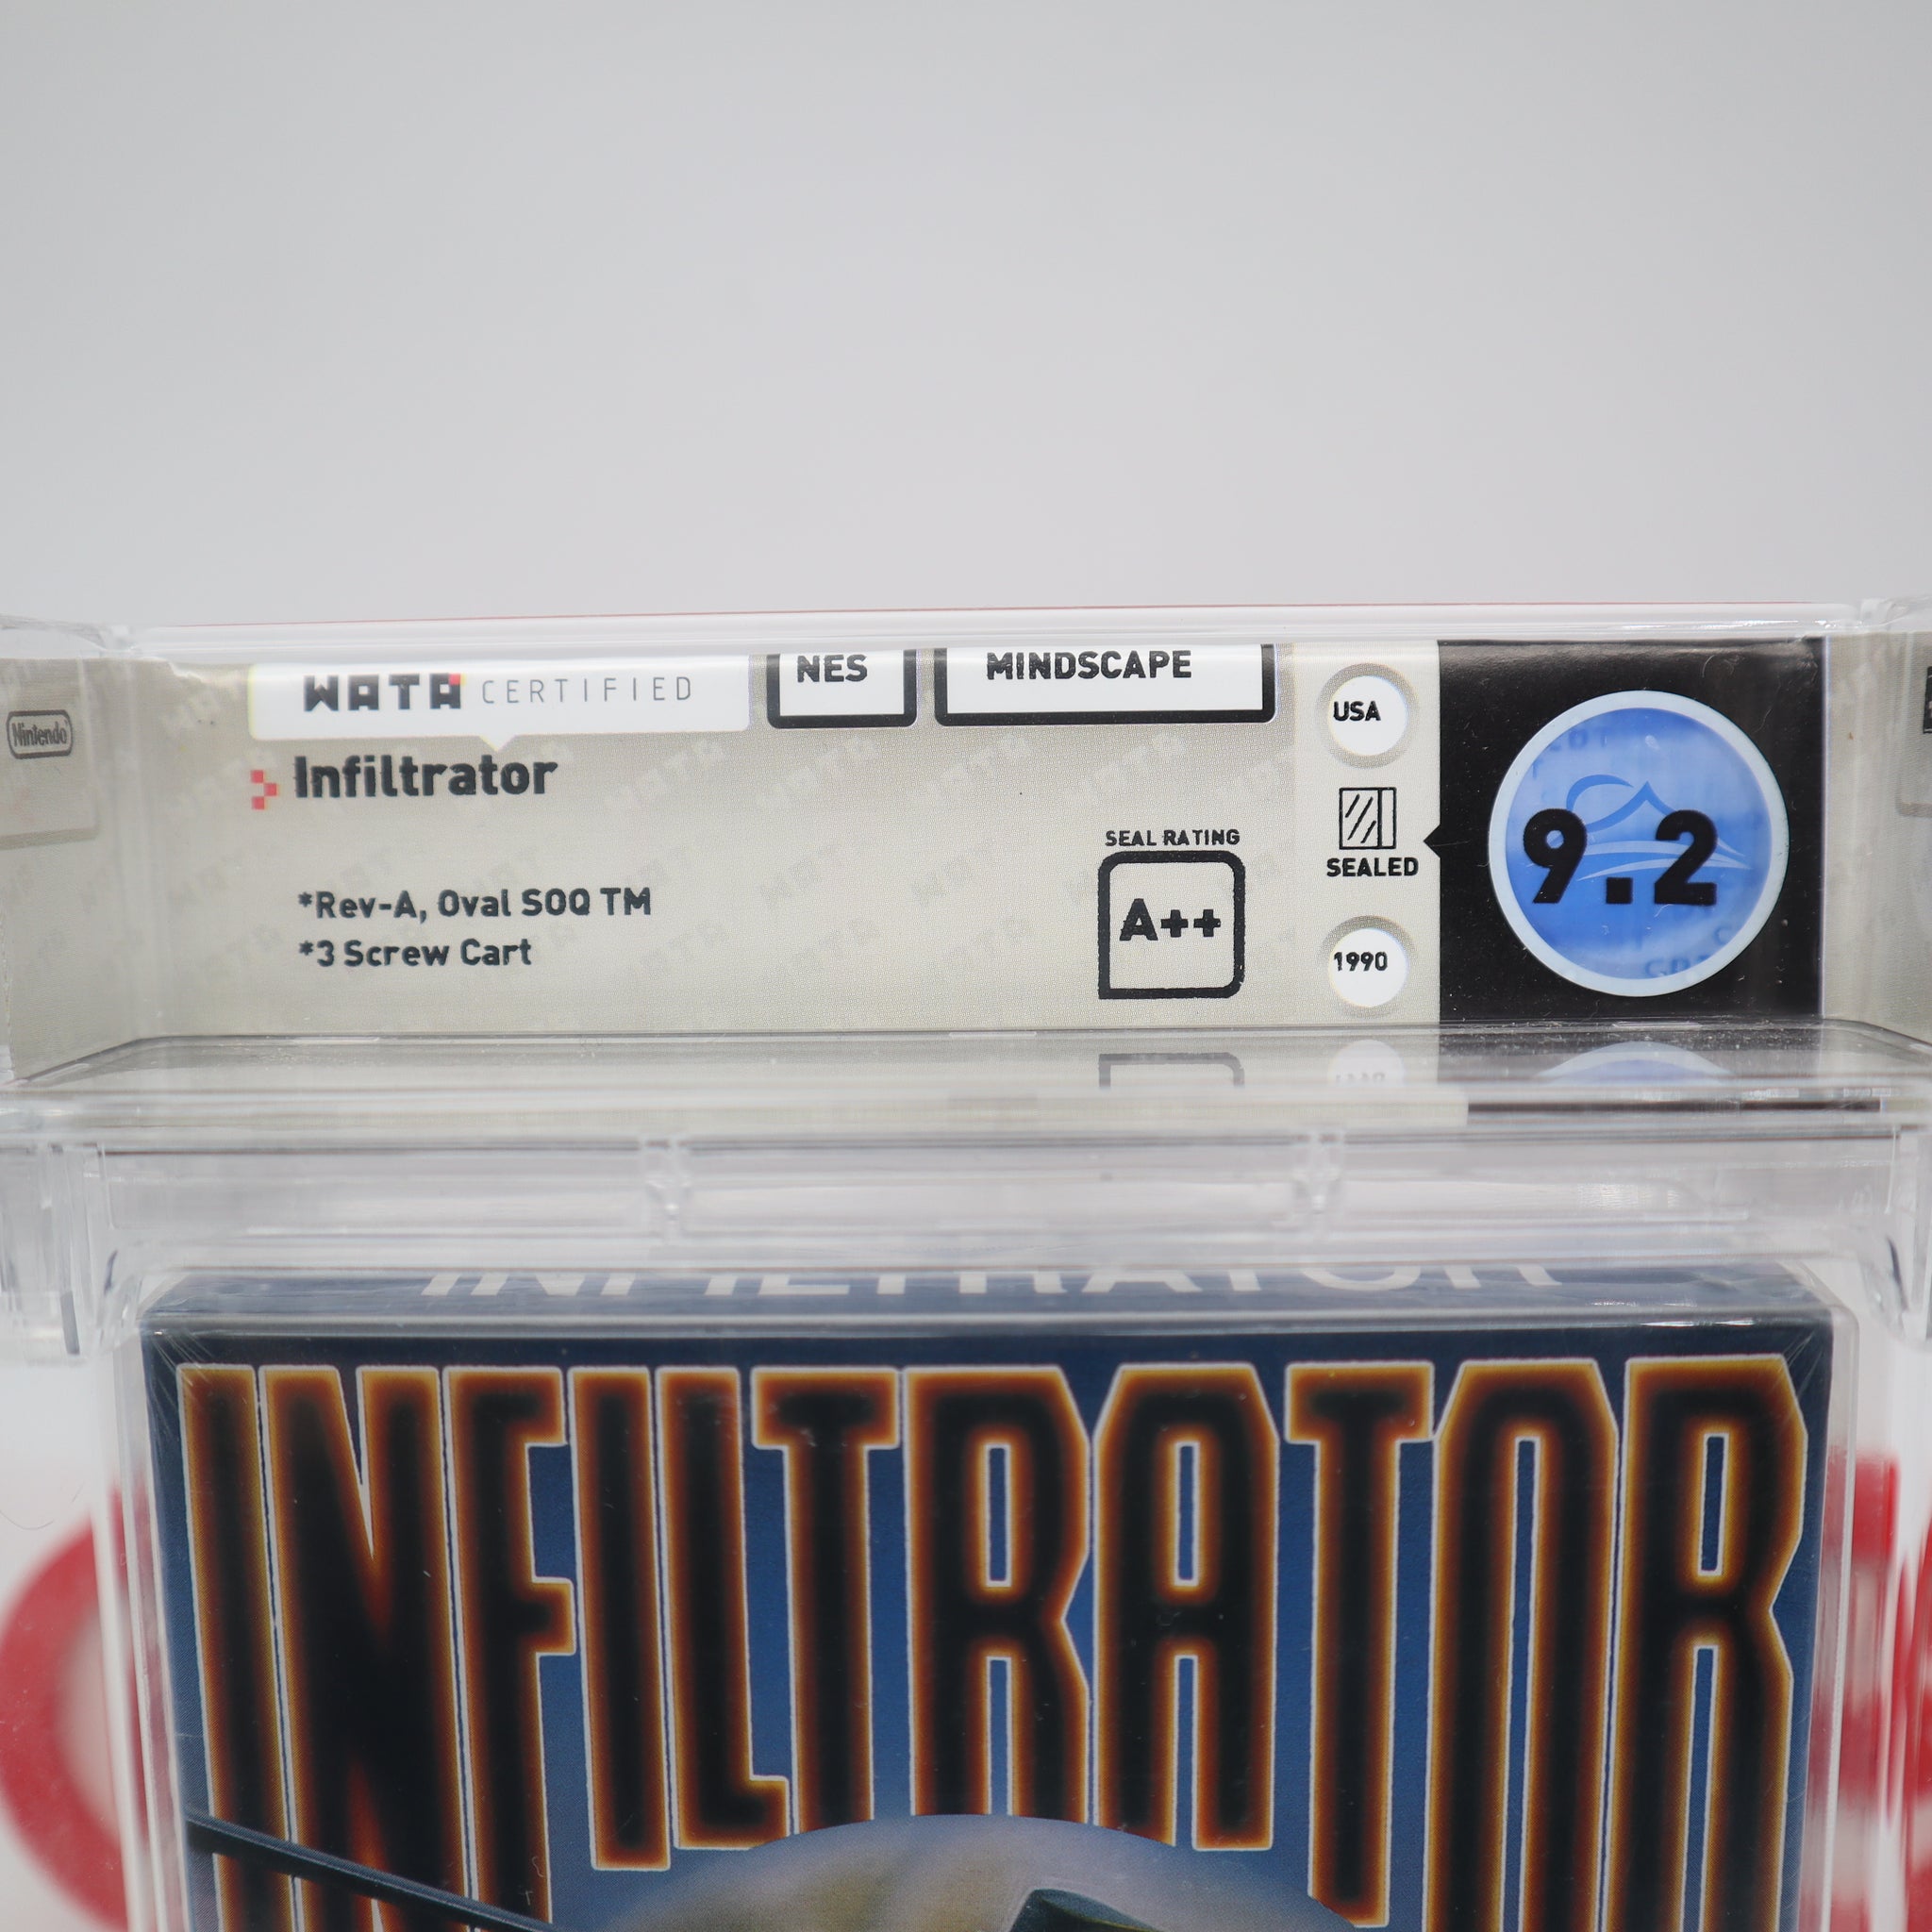 WATA CERTIFIED
NES
MINDSCAPE
USA
Nintendo
Infiltrator
SEAL RATING
A++
SEALED
9.2
*Rev-A, Oval SOQ TM
*3 Screw Cart
1990
INFILTRATOR
INFILTRATOR